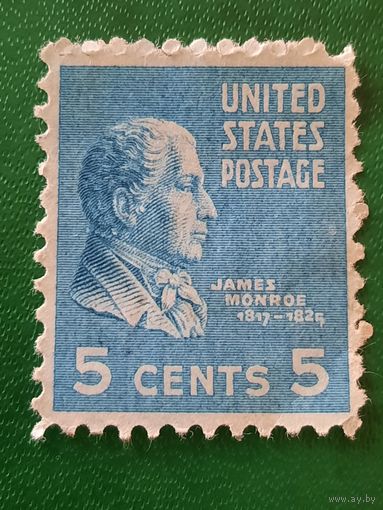 UNITED
STATES
POSTAGE
JAMES
MONROE
1817-1825
5 CENTS 5
www.ay.by